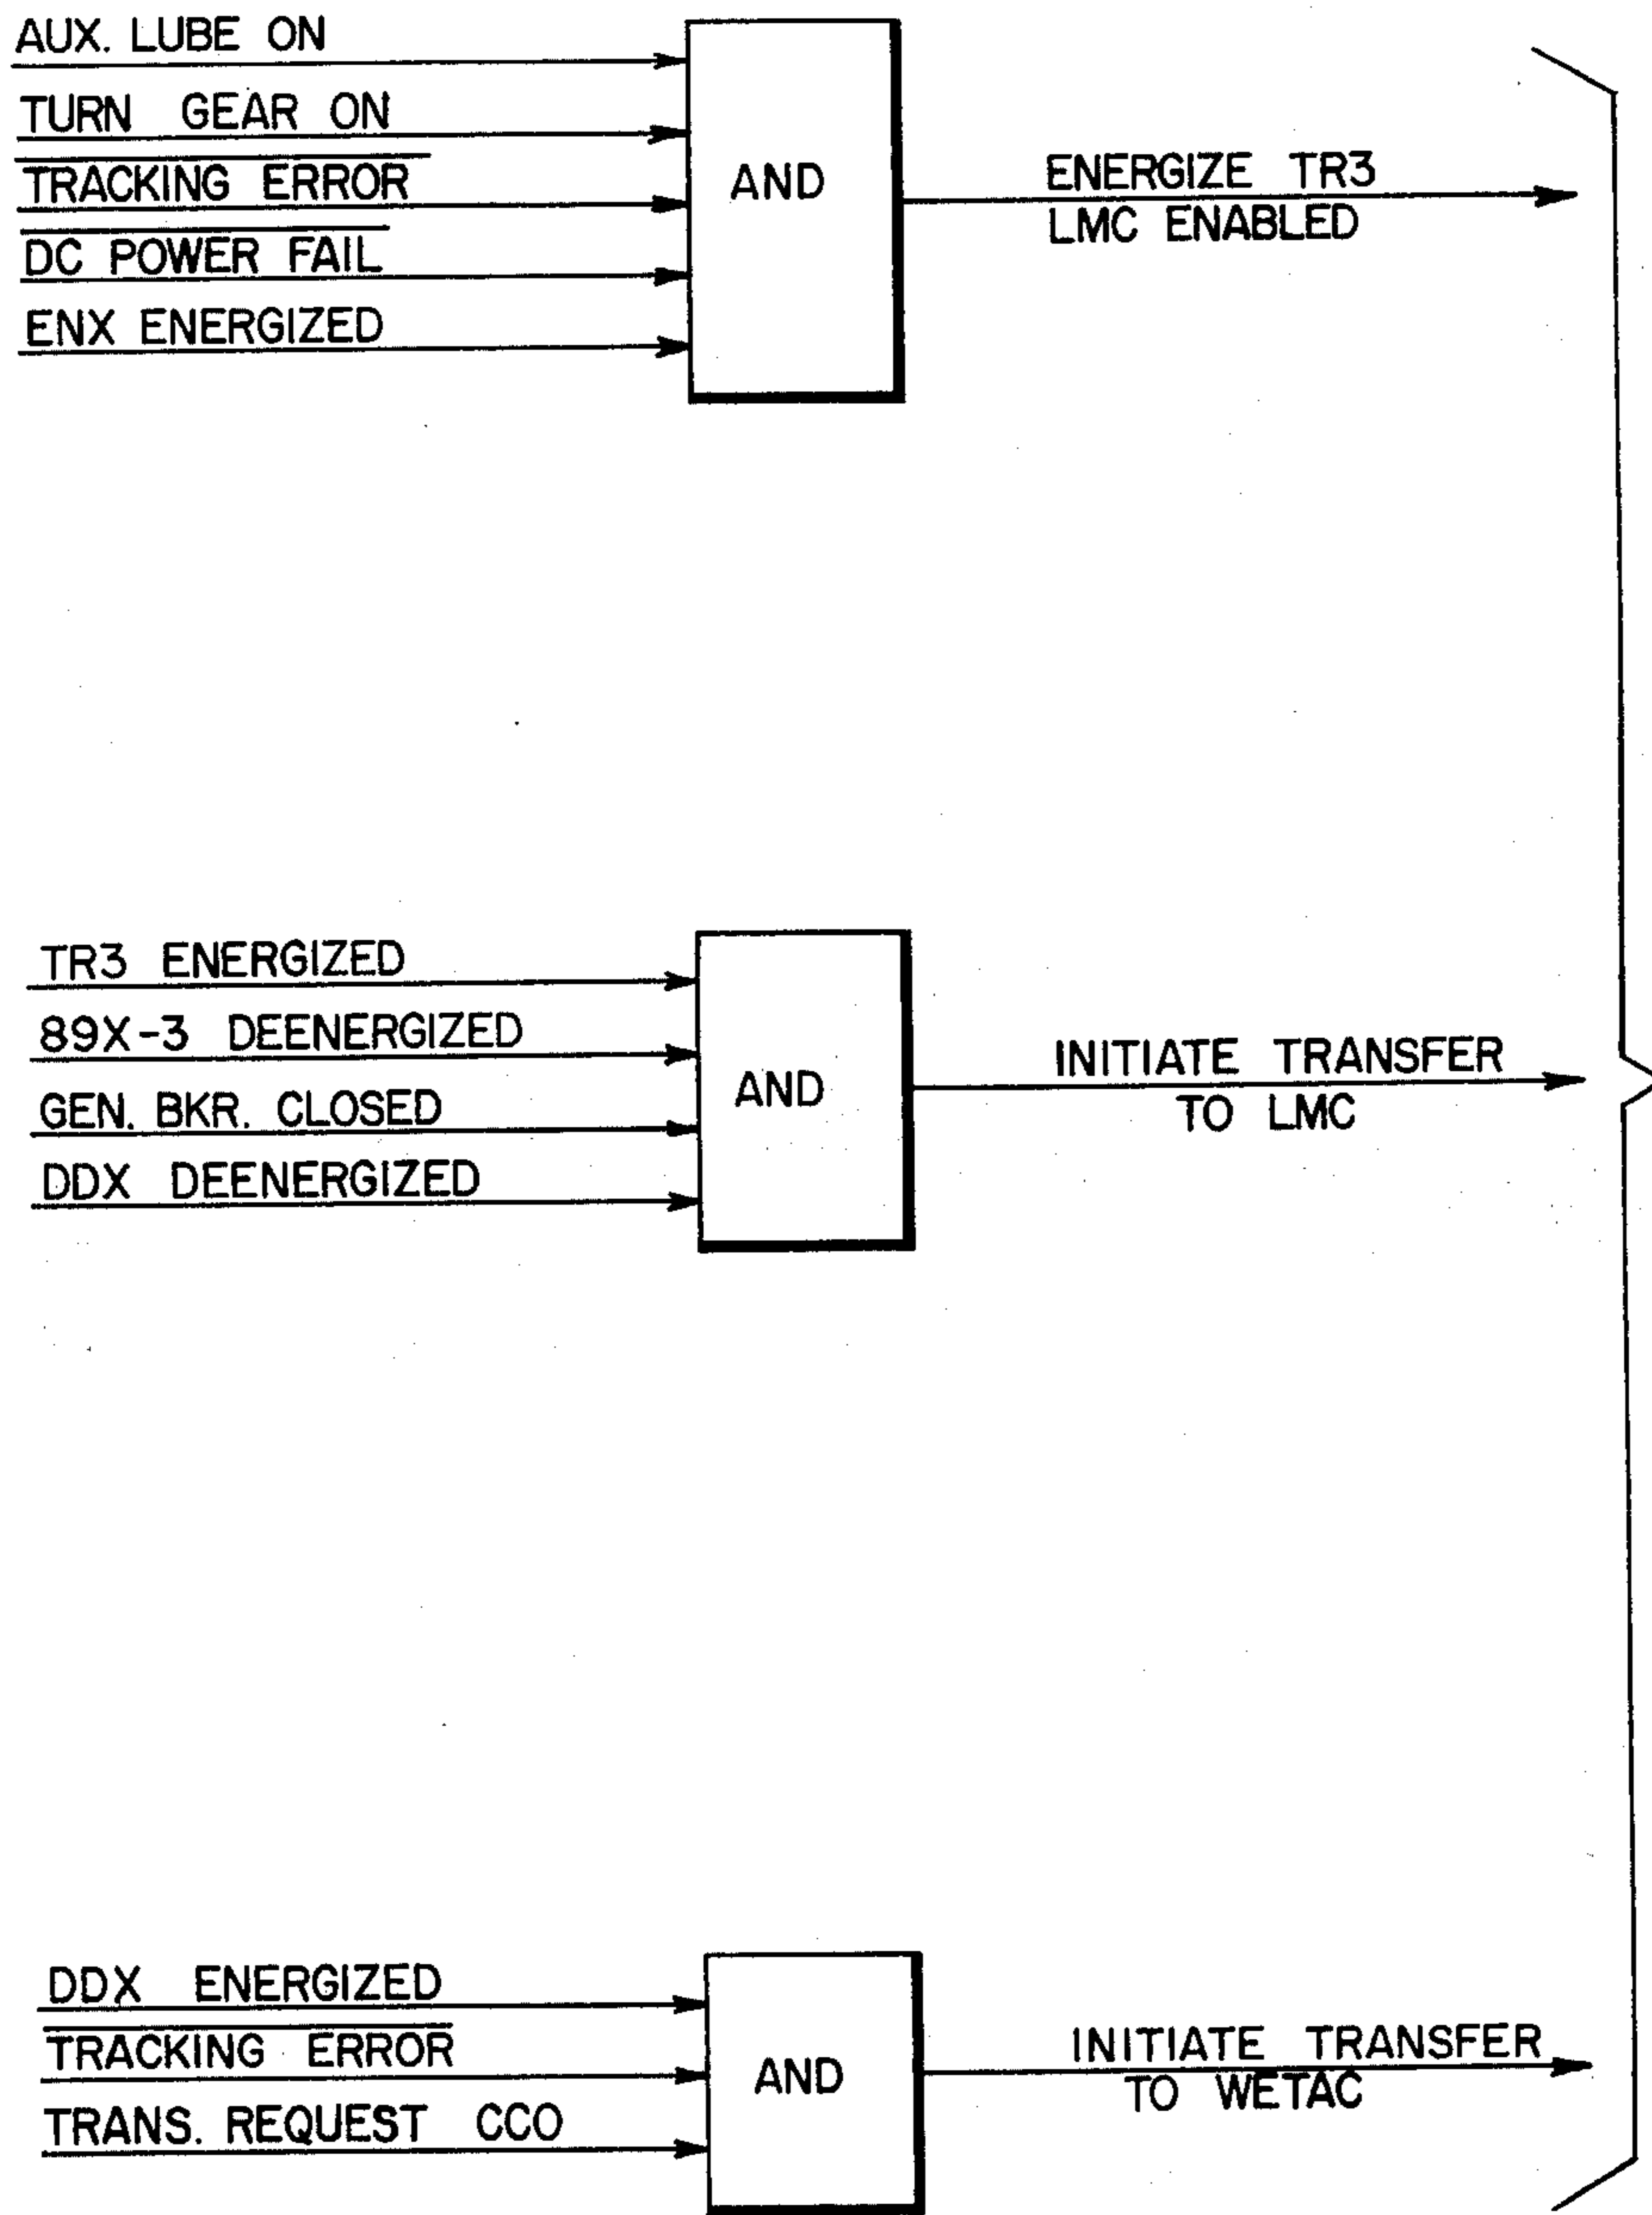 AUX. LUBE ON
TURN GEAR ON
TRACKING ERROR
DC POWER FAIL
ENX ENERGIZED
AND
ENERGIZE TR3
LMC ENABLED
TR3 ENERGIZED
89X-3 DEENERGIZED
GEN. BKR. CLOSED
DDX DEENERGIZED
AND
INITIATE TRANSFER
TO LMC
DDX ENERGIZED
TRACKING ERROR
TRANS. REQUEST CCO
AND
INITIATE TRANSFER
TO WETAC